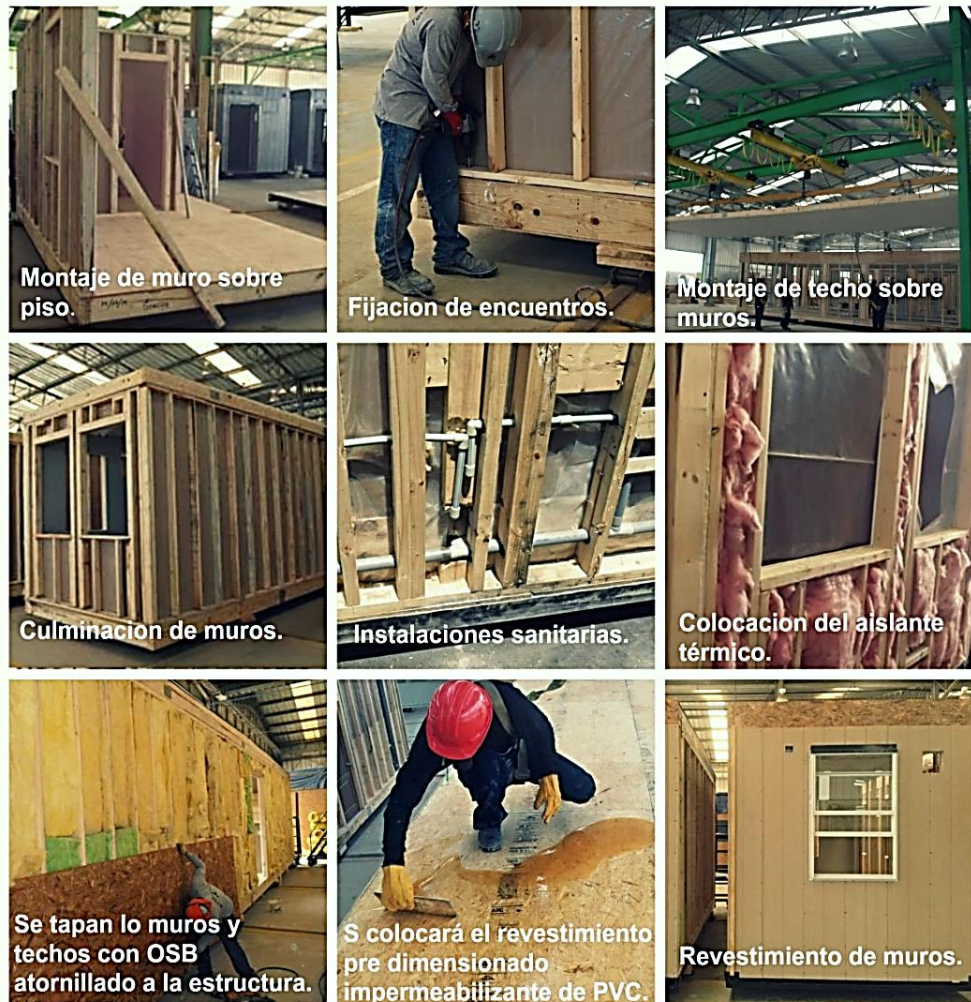 Montaje de muro sobre
piso.
Fijacion de encuentros.
Montaje de techo sobre
muros.
Culminacion de muros.
Instalaciones sanitarias.
Colocacion del aislante
térmico.
Se tapan lo muros y
techos con OSB
atornillado a la estructura.
S colocará el revestimiento
pre dimensionado
impermeabilizante de PVC.
Revestimiento de muros.